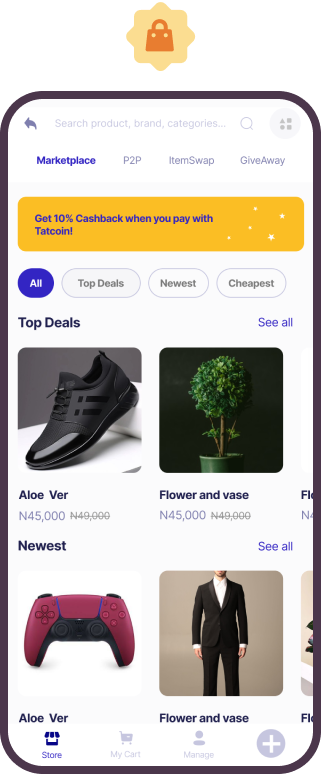 Search product, brand, categories...
Marketplace P2P ItemSwap GiveAway
Get 10% Cashback when you pay with
Tatcoin!
All Top Deals Newest Cheapest
Top Deals See all
Aloe Ver Flower and vase
N45,000 N49,000 N45,000 N49,000
Newest See all
Aloe Ver Flower and vase
Store My Cart Manage